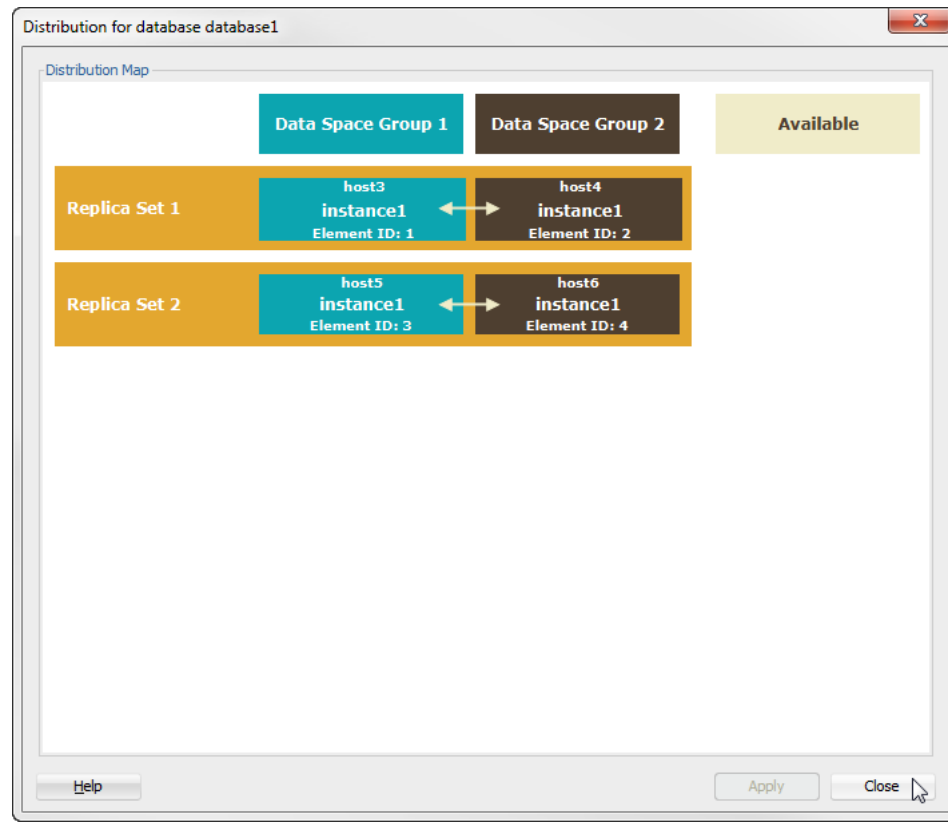 Distribution for database database1
Distribution Map
Data Space Group 1
Data Space Group 2
Available
Replica Set 1
host3
instance1
Element ID: 1
host4
instance1
Element ID: 2
Replica Set 2
host5
instance1
Element ID: 3
host6
instance1
Element ID: 4
Help
Apply
Close